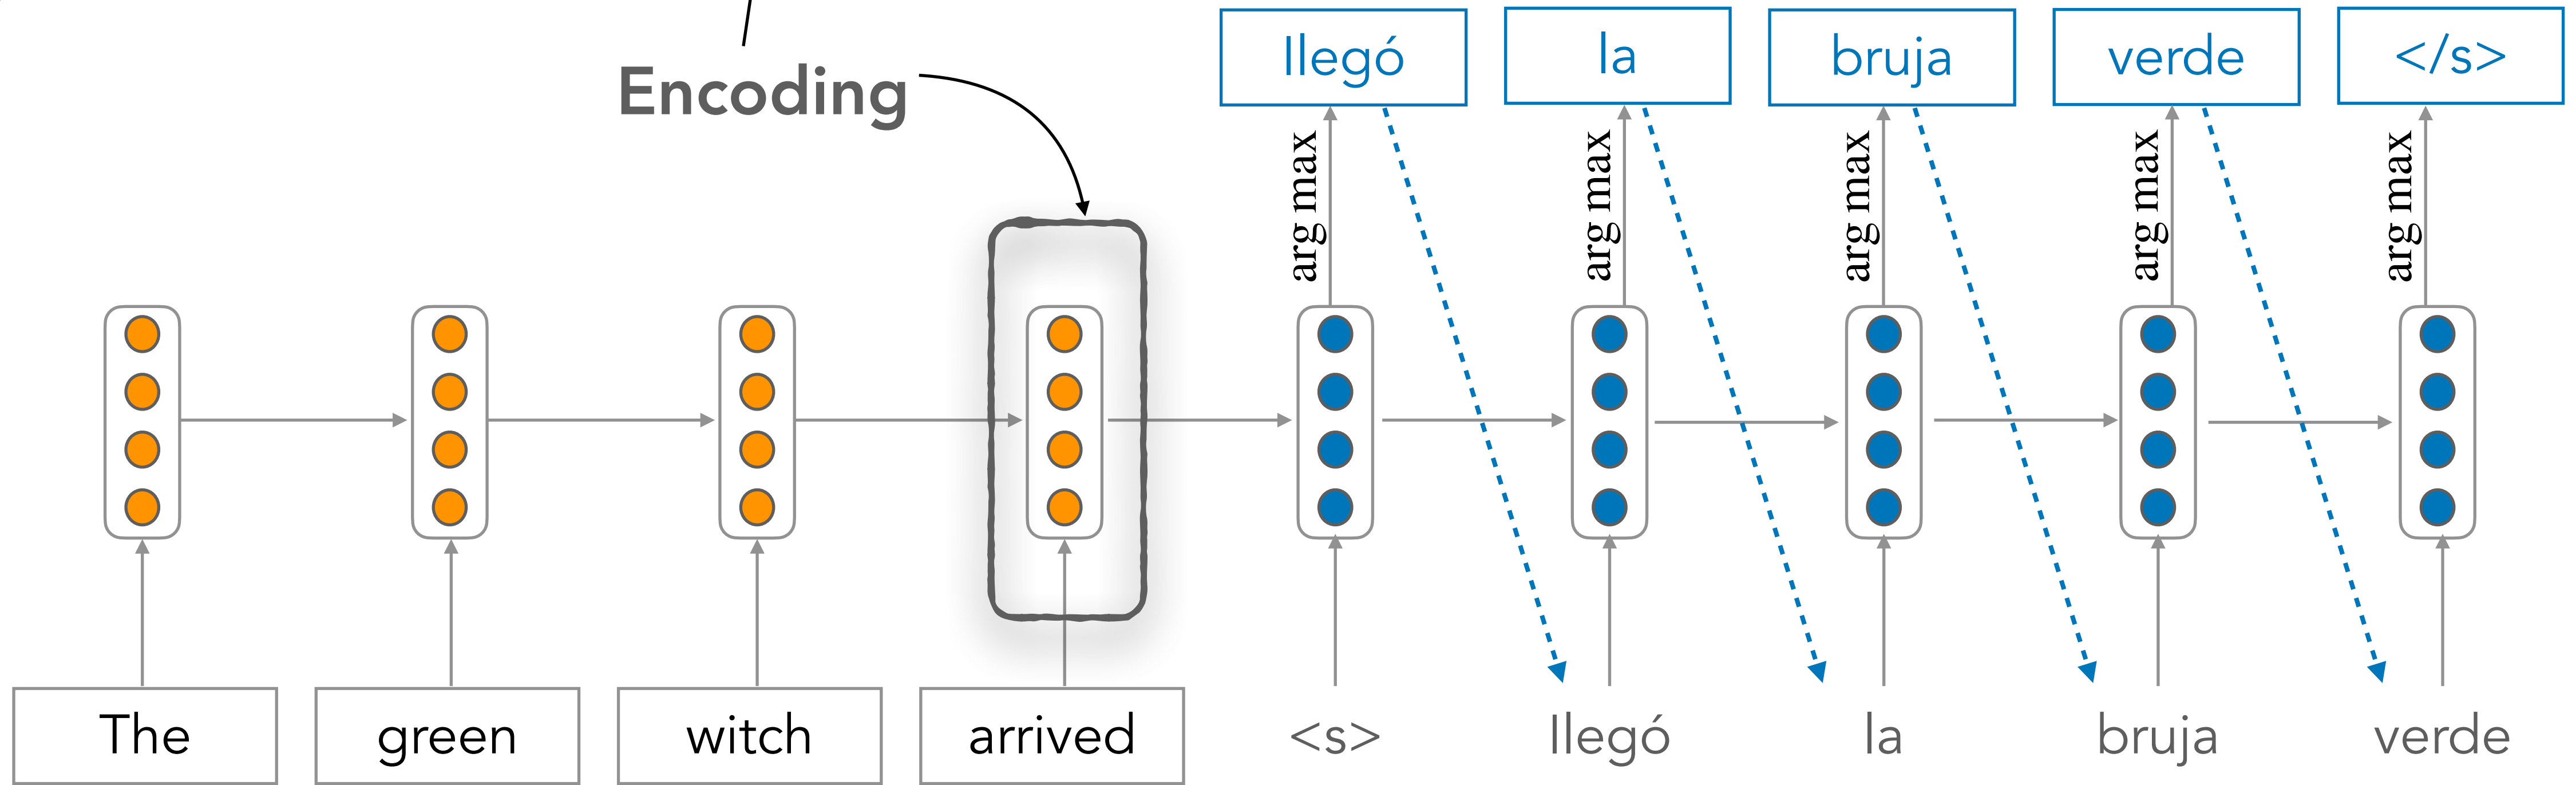 Encoding
llegó la bruja verde </s>
arg max arg max arg max arg max arg max
The green witch arrived <s> llegó la bruja verde